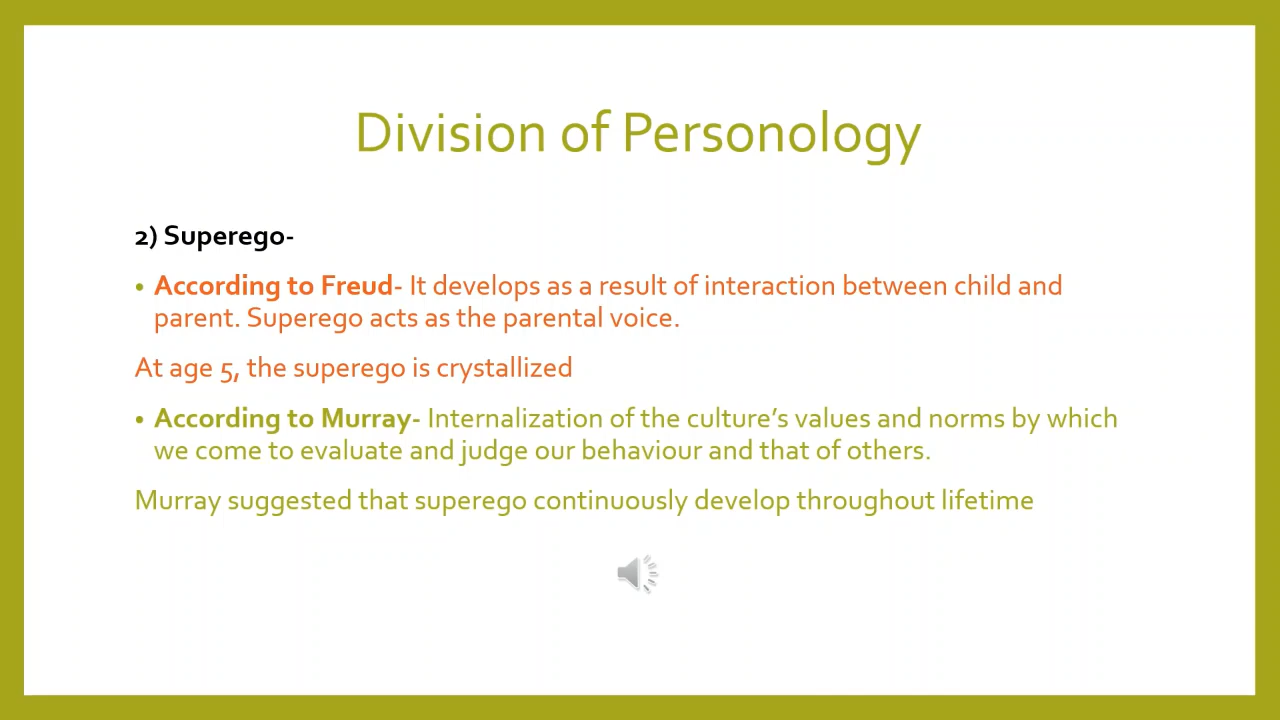 Division of Personology
2) Superego-
• According to Freud- It develops as a result of interaction between child and
parent. Superego acts as the parental voice.
At age 5, the superego is crystallized
• According to Murray- Internalization of the culture’s values and norms by which
we come to evaluate and judge our behaviour and that of others.
Murray suggested that superego continuously develop throughout lifetime